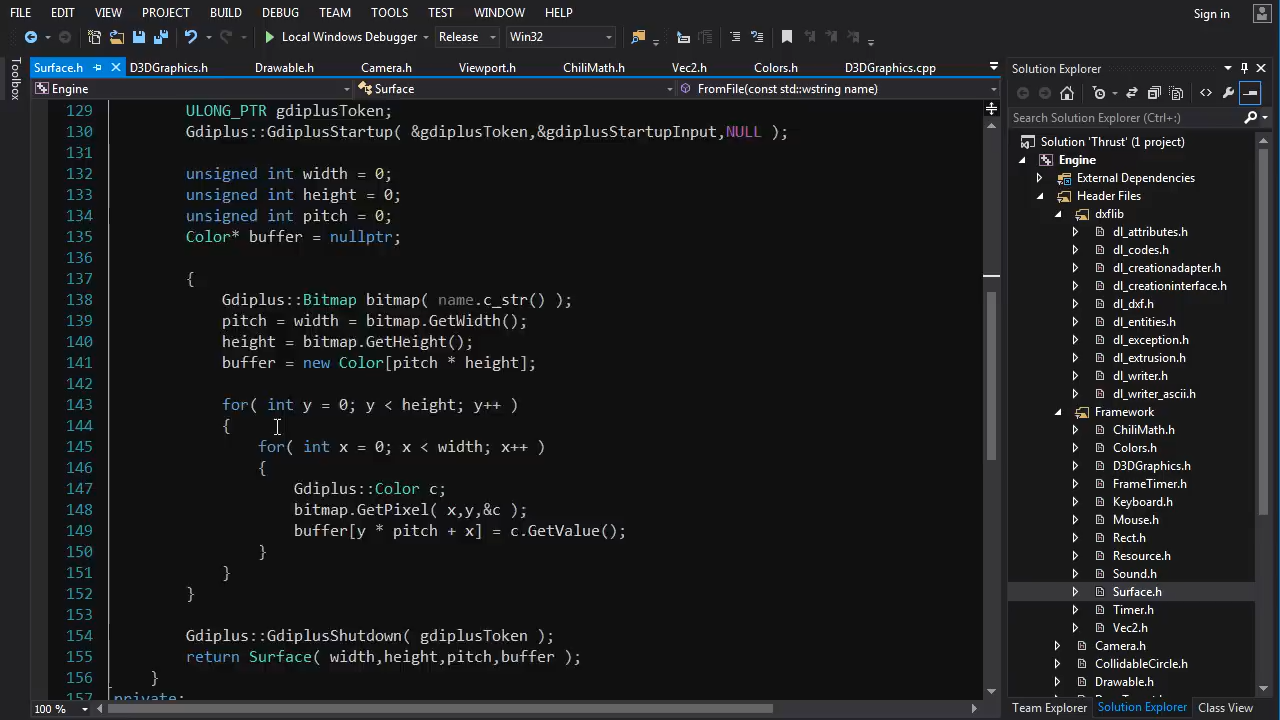 FILE EDIT VIEW PROJECT BUILD DEBUG TEAM TOOLS TEST WINDOW HELP Sign in
Local Windows Debugger Release Win32
Surface.h D3DGraphics.h Drawable.h Camera.h Viewport.h ChiliMath.h Vec2.h Colors.h D3DGraphics.cpp
Engine Surface FromFile(const std::wstring name)
Toolbox
129 ULONG_PTR gdiplusToken;
130 Gdiplus::GdiplusStartup( &gdiplusToken,&gdiplusStartupInput,NULL );
131
132 unsigned int width = 0;
133 unsigned int height = 0;
134 unsigned int pitch = 0;
135 Color* buffer = nullptr;
136
137 {
138 Gdiplus::Bitmap bitmap( name.c_str() );
139 pitch = width = bitmap.GetWidth();
140 height = bitmap.GetHeight();
141 buffer = new Color[pitch * height];
142
143 for( int y = 0; y < height; y++ )
144 {
145 for( int x = 0; x < width; x++ )
146 {
147 Gdiplus::Color c;
148 bitmap.GetPixel( x,y,&c );
149 buffer[y * pitch + x] = c.GetValue();
150 }
151 }
152 }
153
154 Gdiplus::GdiplusShutdown( gdiplusToken );
155 return Surface( width,height,pitch,buffer );
156 }
157 private:
100 %
Solution Explorer
Search Solution Explorer (Ctrl+;)
Solution 'Thrust' (1 project)
Engine
External Dependencies
Header Files
dxflib
dl_attributes.h
dl_codes.h
dl_creationadapter.h
dl_creationinterface.h
dl_dxf.h
dl_entities.h
dl_exception.h
dl_extrusion.h
dl_writer.h
dl_writer_ascii.h
Framework
ChiliMath.h
Colors.h
D3DGraphics.h
FrameTimer.h
Keyboard.h
Mouse.h
Rect.h
Resource.h
Sound.h
Surface.h
Timer.h
Vec2.h
Camera.h
CollidableCircle.h
Drawable.h
Team Explorer Solution Explorer Class View